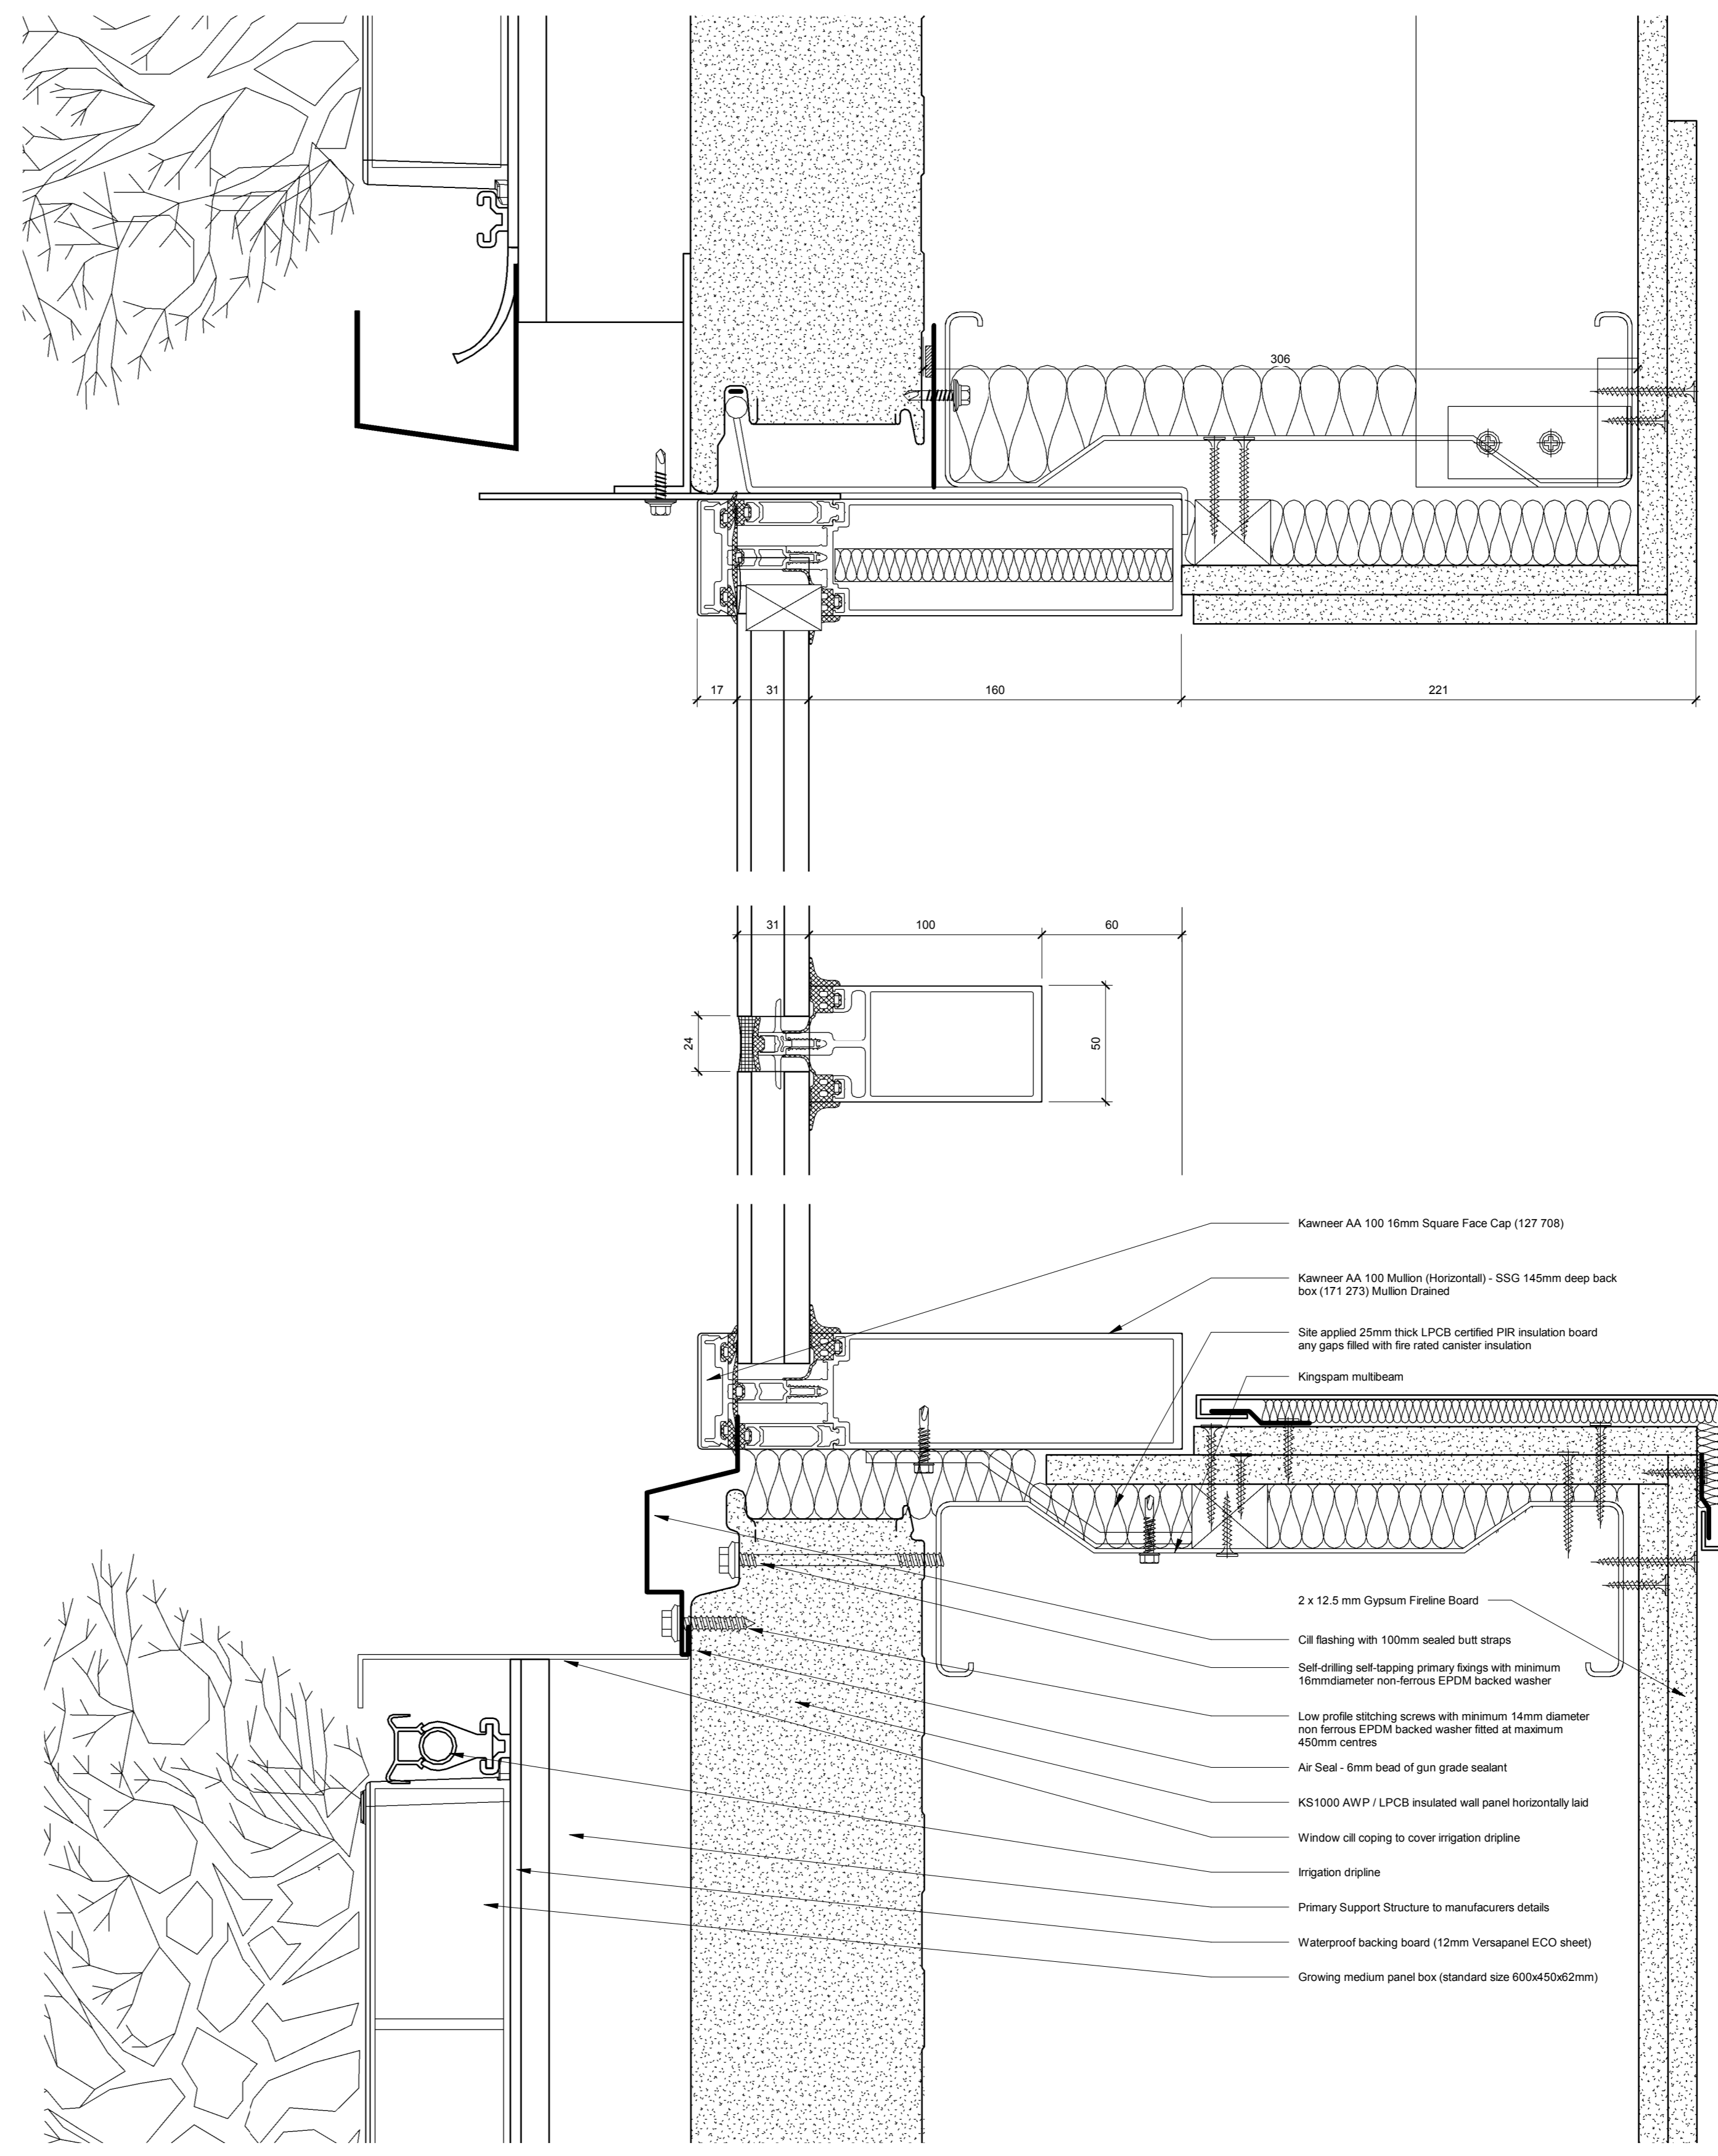 306
17
31
160
221
31
100
60
24
50
Kawneer AA 100 16mm Square Face Cap (127 708)
Kawneer AA 100 Mullion (Horizontall) - SSG 145mm deep back
box (171 273) Mullion Drained
Site applied 25mm thick LPCB certified PIR insulation board
any gaps filled with fire rated canister insulation
Kingspam multibeam
2 x 12.5 mm Gypsum Fireline Board
Cill flashing with 100mm sealed butt straps
Self-drilling self-tapping primary fixings with minimum
16mmdiameter non-ferrous EPDM backed washer
Low profile stitching screws with minimum 14mm diameter
non ferrous EPDM backed washer fitted at maximum
450mm centres
Air Seal - 6mm bead of gun grade sealant
KS1000 AWP / LPCB insulated wall panel horizontally laid
Window cill coping to cover irrigation dripline
Irrigation dripline
Primary Support Structure to manufacurers details
Waterproof backing board (12mm Versapanel ECO sheet)
Growing medium panel box (standard size 600x450x62mm)